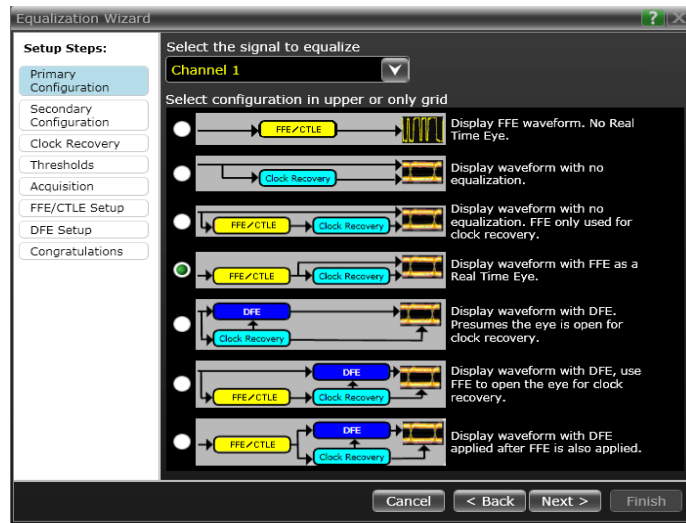 Equalization Wizard
? X
Setup Steps:
Primary
Configuration
Secondary
Configuration
Clock Recovery
Thresholds
Acquisition
FFE/CTLE Setup
DFE Setup
Congratulations
Select the signal to equalize
Channel 1
Select configuration in upper or only grid
FFE/CTLE
Display FFE waveform. No Real
Time Eye.
Clock Recovery
Display waveform with no
equalization.
FFE/CTLE
Clock Recovery
Display waveform with no
equalization. FFE only used for
clock recovery.
FFE/CTLE
Clock Recovery
Display waveform with FFE as a
Real Time Eye.
DFE
Clock Recovery
Display waveform with DFE.
Presumes the eye is open for
clock recovery.
DFE
FFE/CTLE
Clock Recovery
Display waveform with DFE, use
FFE to open the eye for clock
recovery.
DFE
FFE/CTLE
Clock Recovery
Display waveform with DFE
applied after FFE is also applied.
Cancel
< Back
Next >
Finish